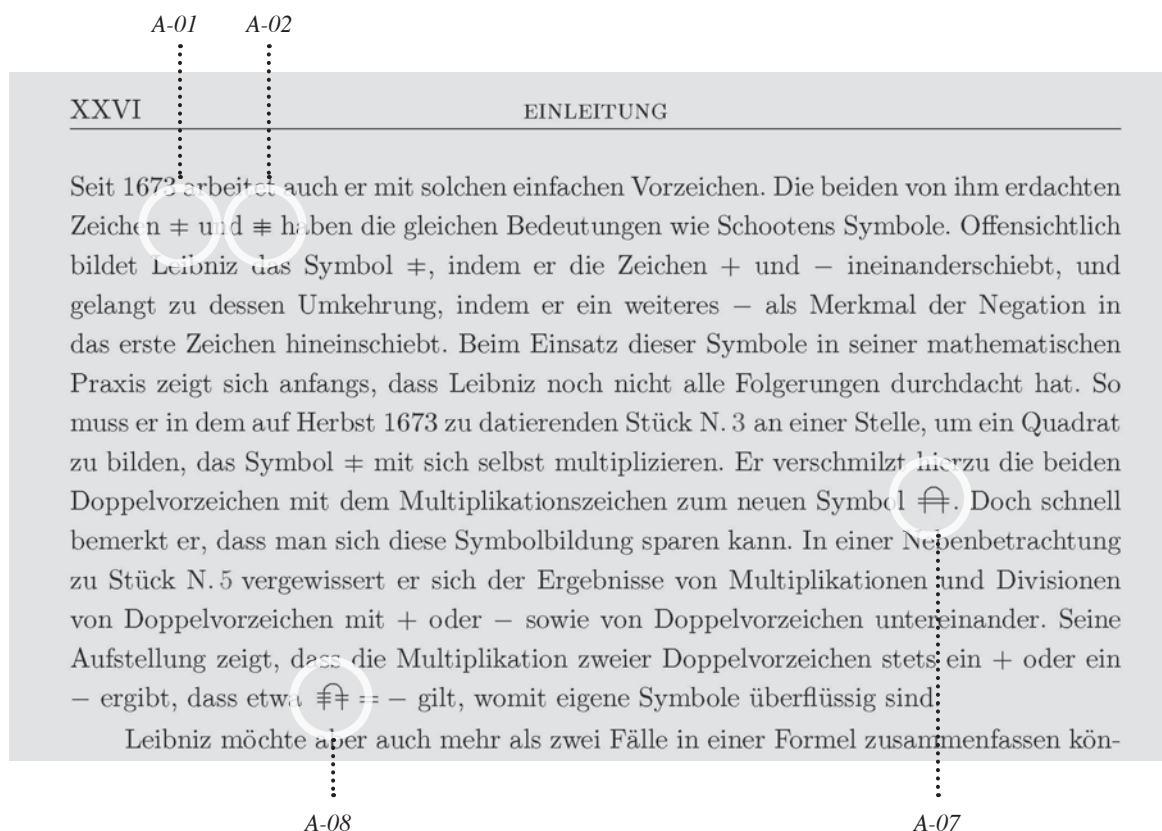 A-01 A-02
XXVI EINLEITUNG
Seit 1673 arbeitet auch er mit solchen einfachen Vorzeichen. Die beiden von ihm erdachten
Zeichen ⧧ und ⩨ haben die gleichen Bedeutungen wie Schootens Symbole. Offensichtlich
bildet Leibniz das Symbol ⧧, indem er die Zeichen + und − ineinanderschiebt, und
gelangt zu dessen Umkehrung, indem er ein weiteres − als Merkmal der Negation in
das erste Zeichen hineinschiebt. Beim Einsatz dieser Symbole in seiner mathematischen
Praxis zeigt sich anfangs, dass Leibniz noch nicht alle Folgerungen durchdacht hat. So
muss er in dem auf Herbst 1673 zu datierenden Stück N. 3 an einer Stelle, um ein Quadrat
zu bilden, das Symbol ⧧ mit sich selbst multiplizieren. Er verschmilzt hierzu die beiden
Doppelvorzeichen mit dem Multiplikationszeichen zum neuen Symbol . Doch schnell
bemerkt er, dass man sich diese Symbolbildung sparen kann. In einer Nebenbetrachtung
zu Stück N. 5 vergewissert er sich der Ergebnisse von Multiplikationen und Divisionen
von Doppelvorzeichen mit + oder − sowie von Doppelvorzeichen untereinander. Seine
Aufstellung zeigt, dass die Multiplikation zweier Doppelvorzeichen stets ein + oder ein
− ergibt, dass etwa = − gilt, womit eigene Symbole überflüssig sind.
Leibniz möchte aber auch mehr als zwei Fälle in einer Formel zusammenfassen kön-
A-08 A-07